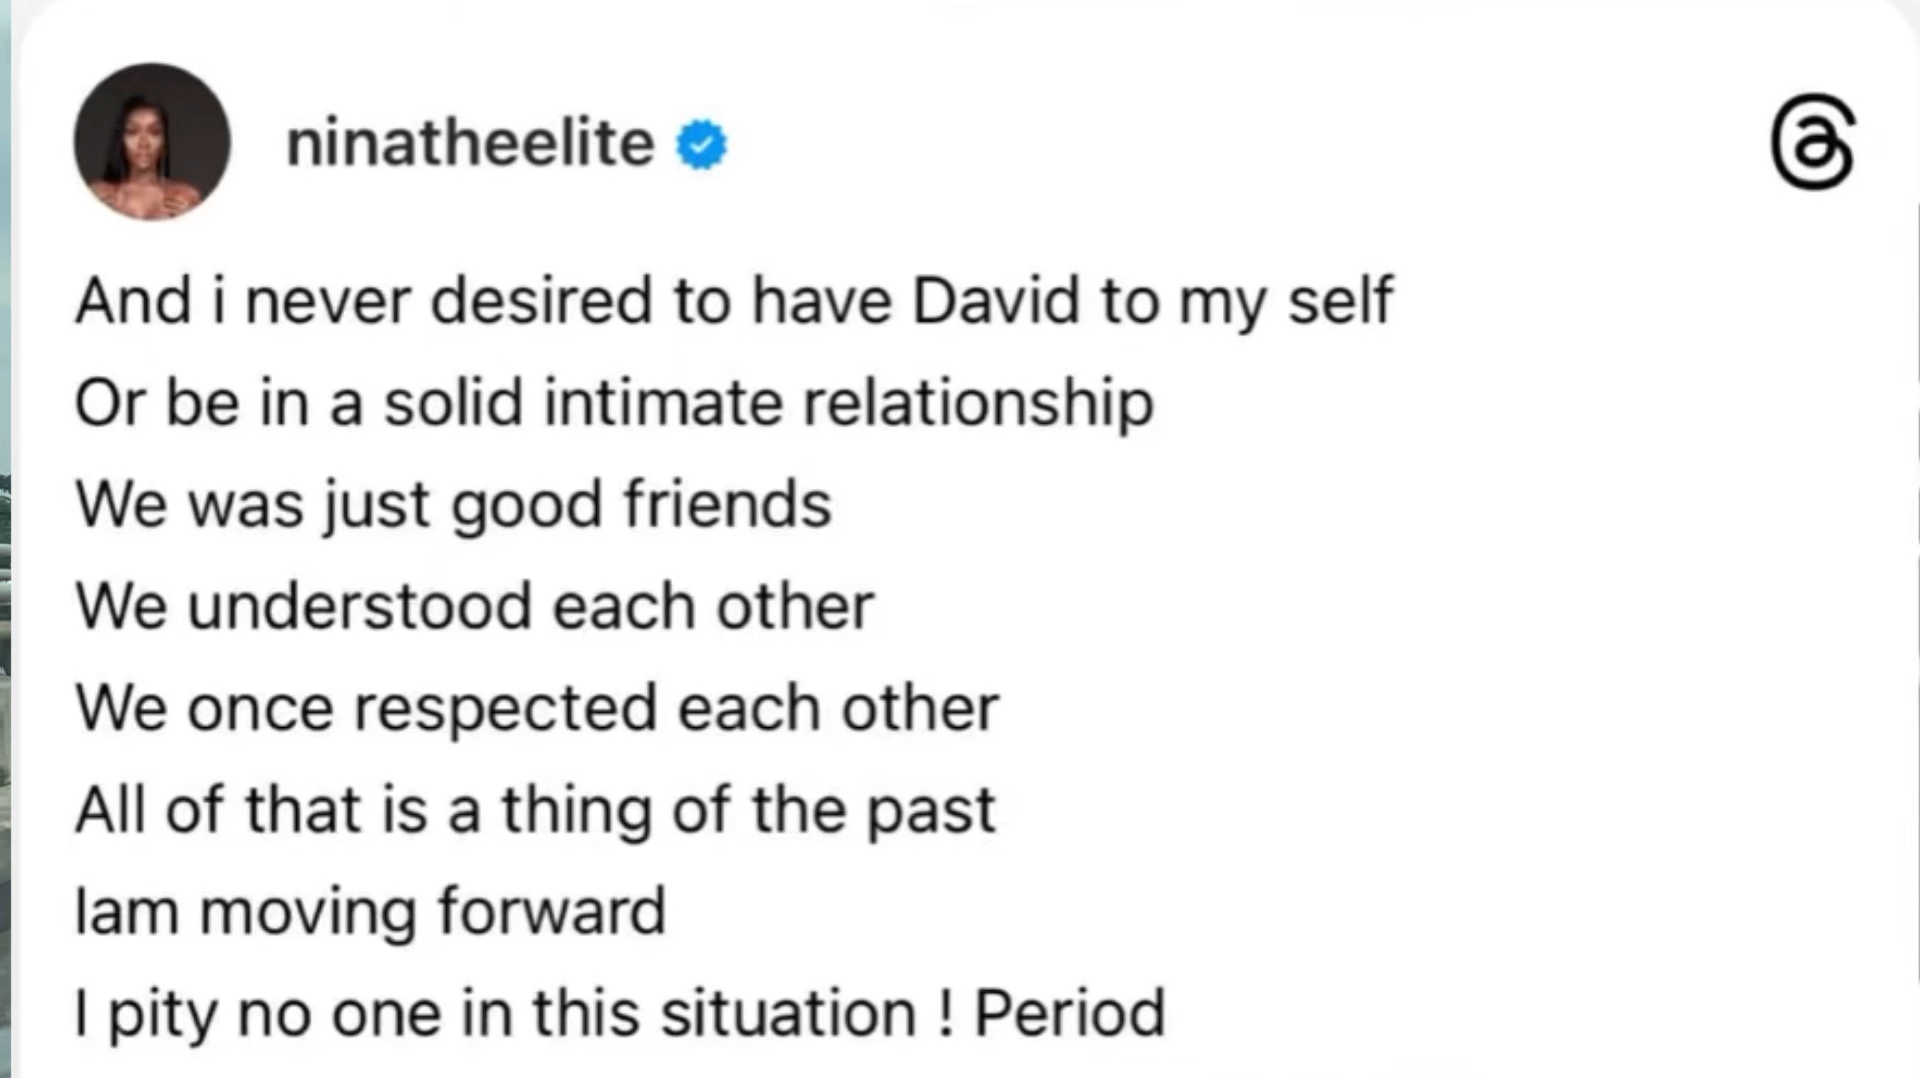 ninatheelite
And i never desired to have David to my self
Or be in a solid intimate relationship
We was just good friends
We understood each other
We once respected each other
All of that is a thing of the past
Iam moving forward
I pity no one in this situation ! Period